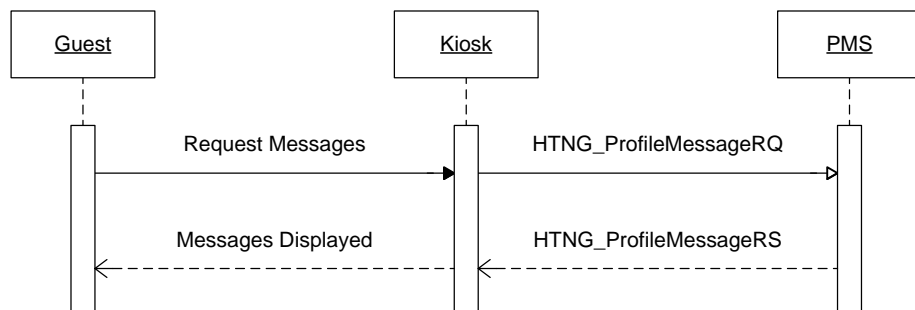 Guest
Kiosk
PMS
Request Messages
HTNG_ProfileMessageRQ
Messages Displayed
HTNG_ProfileMessageRS